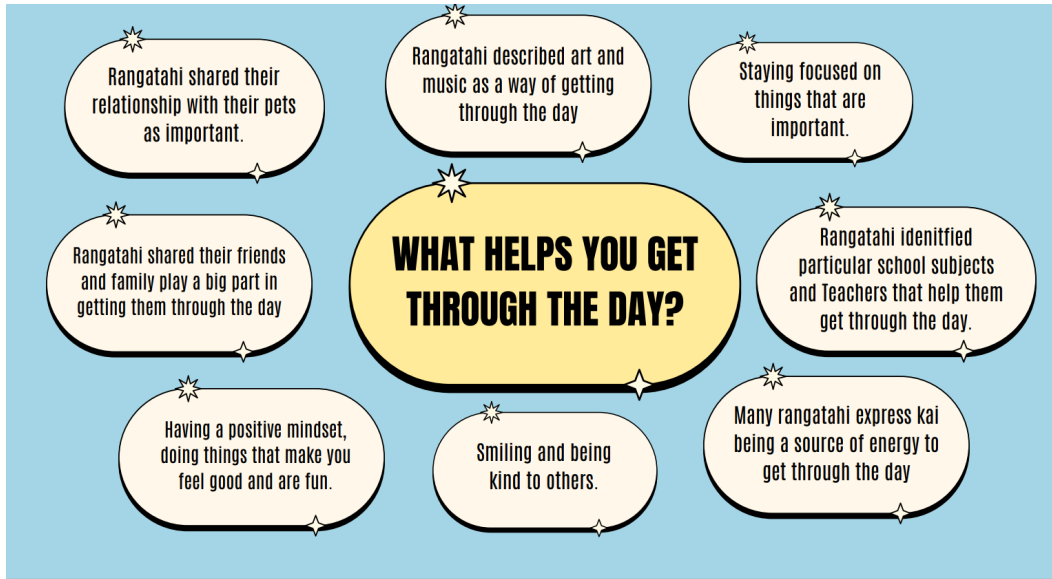 Rangatahi shared their
relationship with their pets
as important.
Rangatahi described art and
music as a way of getting
through the day
Staying focused on
things that are
important.
Rangatahi shared their friends
and family play a big part in
getting them through the day
WHAT HELPS YOU GET
THROUGH THE DAY?
Rangatahi idenitfied
particular school subjects
and Teachers that help them
get through the day.
Having a positive mindset,
doing things that make you
feel good and are fun.
Smiling and being
kind to others.
Many rangatahi express kai
being a source of energy to
get through the day